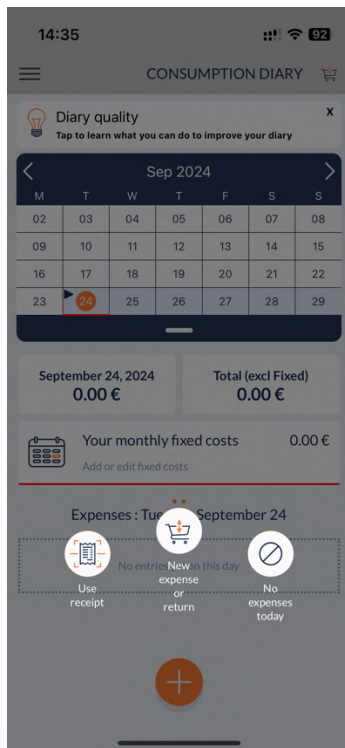 14:35
92
CONSUMPTION DIARY
Diary quality
X
Tap to learn what you can do to improve your diary
Sep 2024
M T W T F S S
02 03 04 05 06 07 08
09 10 11 12 13 14 15
16 17 18 19 20 21 22
23 24 25 26 27 28 29
September 24, 2024
0.00 €
Total (excl Fixed)
0.00 €
Your monthly fixed costs 0.00 €
Add or edit fixed costs
Expenses : Tue September 24
No entries on this day
Use
receipt
New
expense
or
return
No
expenses
today